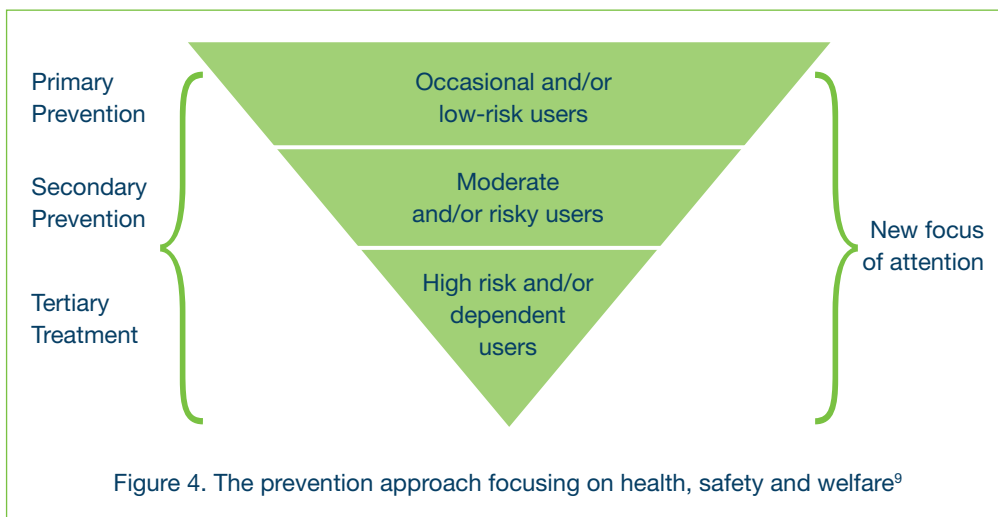 Primary
Prevention
Occasional and/or
low-risk users
Secondary
Prevention
Moderate
and/or risky users
New focus
of attention
Tertiary
Treatment
High risk and/or
dependent
users
Figure 4. The prevention approach focusing on health, safety and welfare⁹